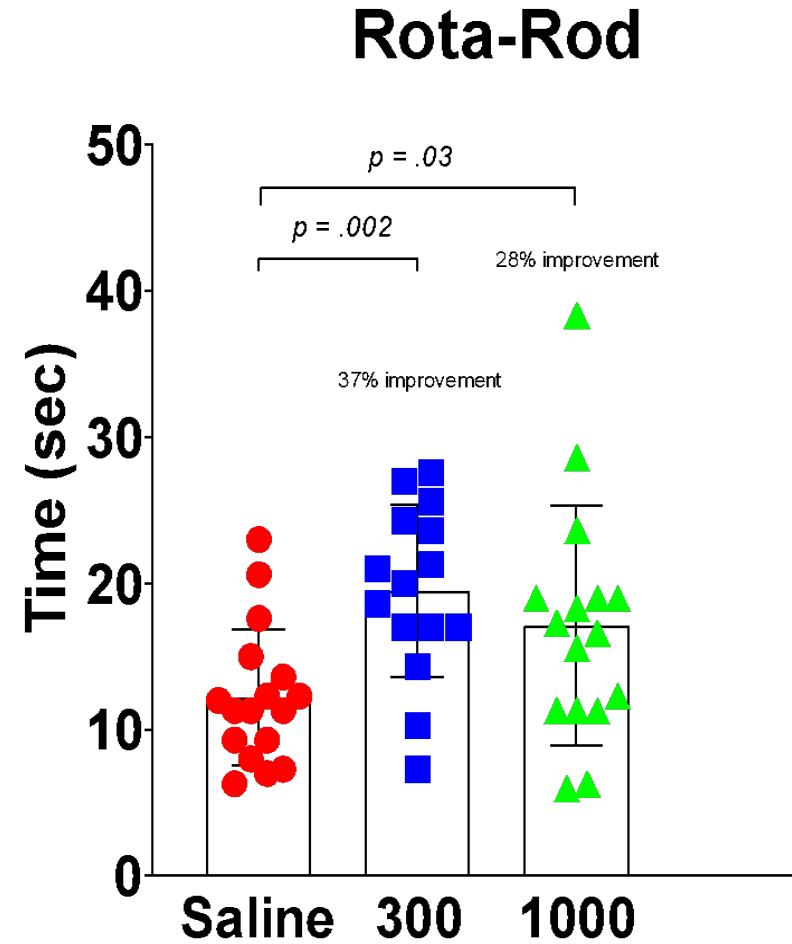 Rota-Rod
50
p = .03
p = .002
28% improvement
40
37% improvement
30
Time (sec)
20
10
0
Saline 300 1000